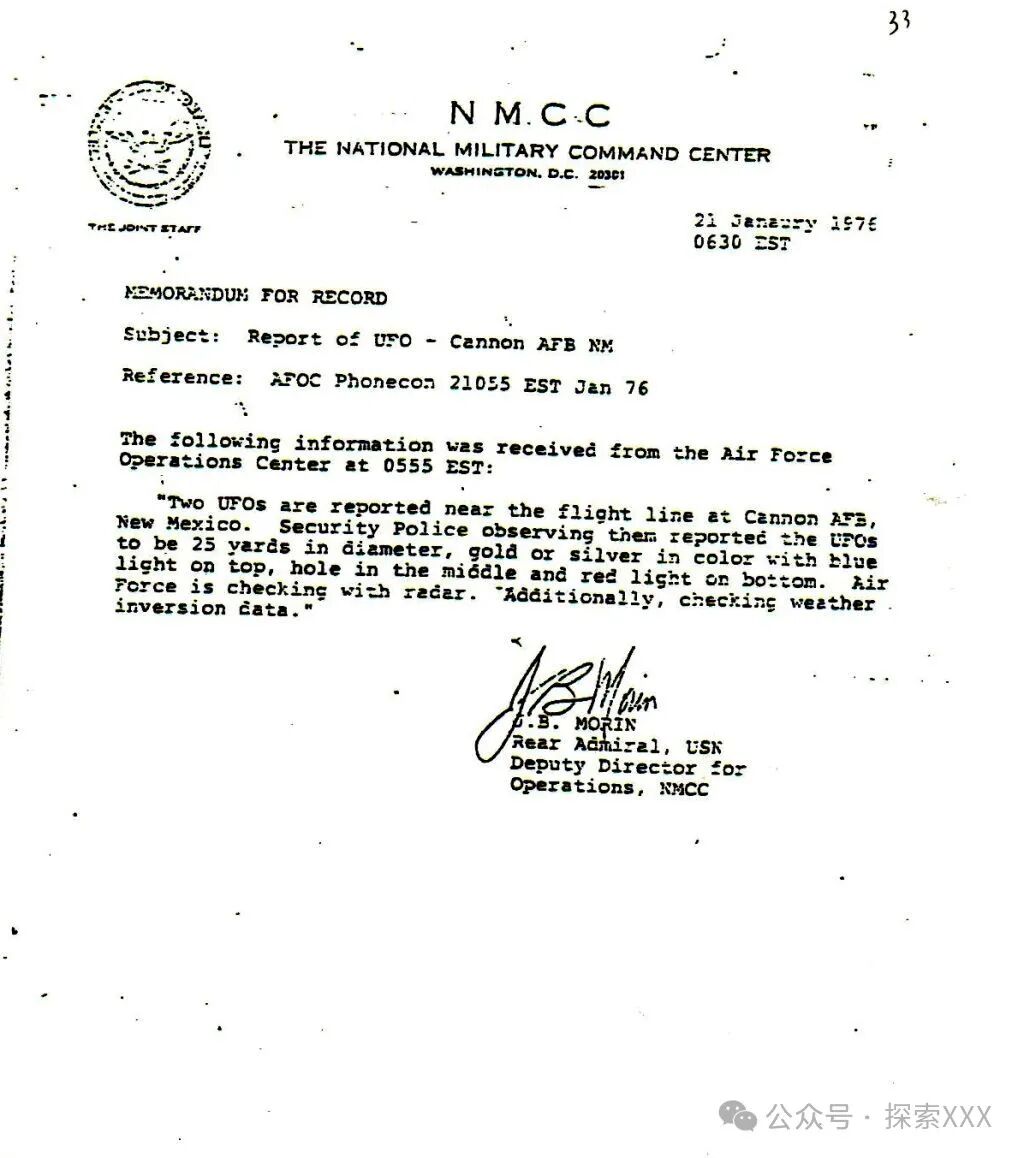 33
N M.C.C
THE NATIONAL MILITARY COMMAND CENTER
WASHINGTON, D.C. 20301
THE JOINT STAFF
21 Janaury 1976
0630 EST
MEMORANDUM FOR RECORD
Subject: Report of UFO - Cannon AFB NM
Reference: AFOC Phonecon 21055 EST Jan 76
The following information was received from the Air Force
Operations Center at 0555 EST:
"Two UFOs are reported near the flight line at Cannon AFB,
New Mexico. Security Police observing them reported the UFOs
to be 25 yards in diameter, gold or silver in color with blue
light on top, hole in the middle and red light on bottom. Air
Force is checking with radar. "Additionally, checking weather
inversion data."
J B Morin
J.B. MORIN
Rear Admiral, USN
Deputy Director for
Operations, NMCC
公众号 · 探索XXX